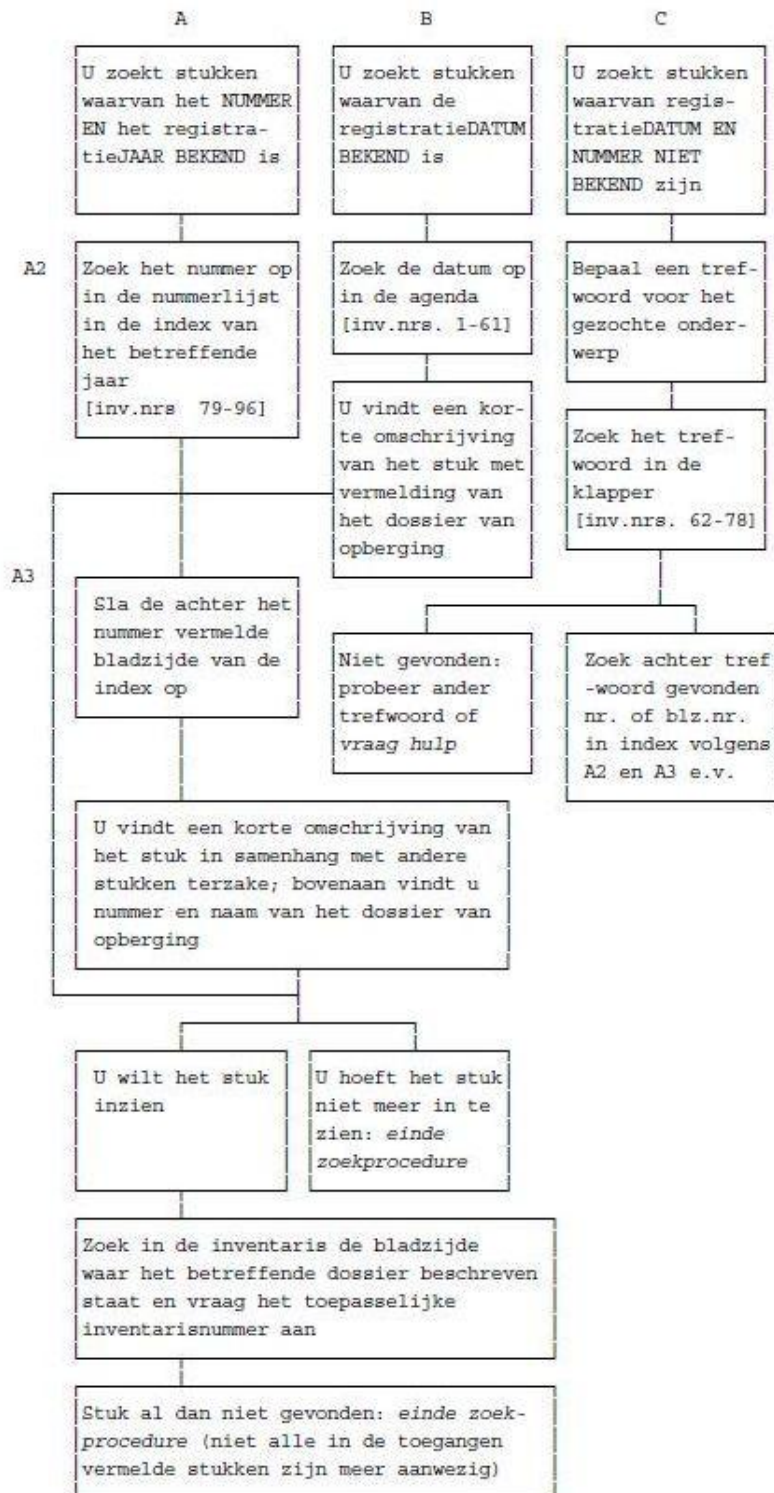 A
B
C
U zoekt stukken
waarvan het NUMMER
EN het registra-
tieJAAR BEKEND is
U zoekt stukken
waarvan de
registratieDATUM
BEKEND is
U zoekt stukken
waarvan regis-
tratieDATUM EN
NUMMER NIET
BEKEND zijn
A2
Zoek het nummer op
in de nummerlijst
in de index van
het betreffende
jaar
[inv.nrs 79-96]
Zoek de datum op
in de agenda
[inv.nrs. 1-61]
Bepaal een tref-
woord voor het
gezochte onder-
werp
U vindt een kor-
te omschrijving
van het stuk met
vermelding van
het dossier van
opberging
Zoek het tref-
woord in de
klapper
[inv.nrs. 62-78]
A3
Sla de achter het
nummer vermelde
bladzijde van de
index op
Niet gevonden:
probeer ander
trefwoord of
vraag hulp
Zoek achter tref
-woord gevonden
nr. of blz.nr.
in index volgens
A2 en A3 e.v.
U vindt een korte omschrijving van
het stuk in samenhang met andere
stukken terzake; bovenaan vindt u
nummer en naam van het dossier van
opberging
U wilt het stuk
inzien
U hoeft het stuk
niet meer in te
zien: einde
zoekprocedure
Zoek in de inventaris de bladzijde
waar het betreffende dossier beschreven
staat en vraag het toepasselijke
inventarisnummer aan
Stuk al dan niet gevonden: einde zoek-
procedure (niet alle in de toegangen
vermelde stukken zijn meer aanwezig)